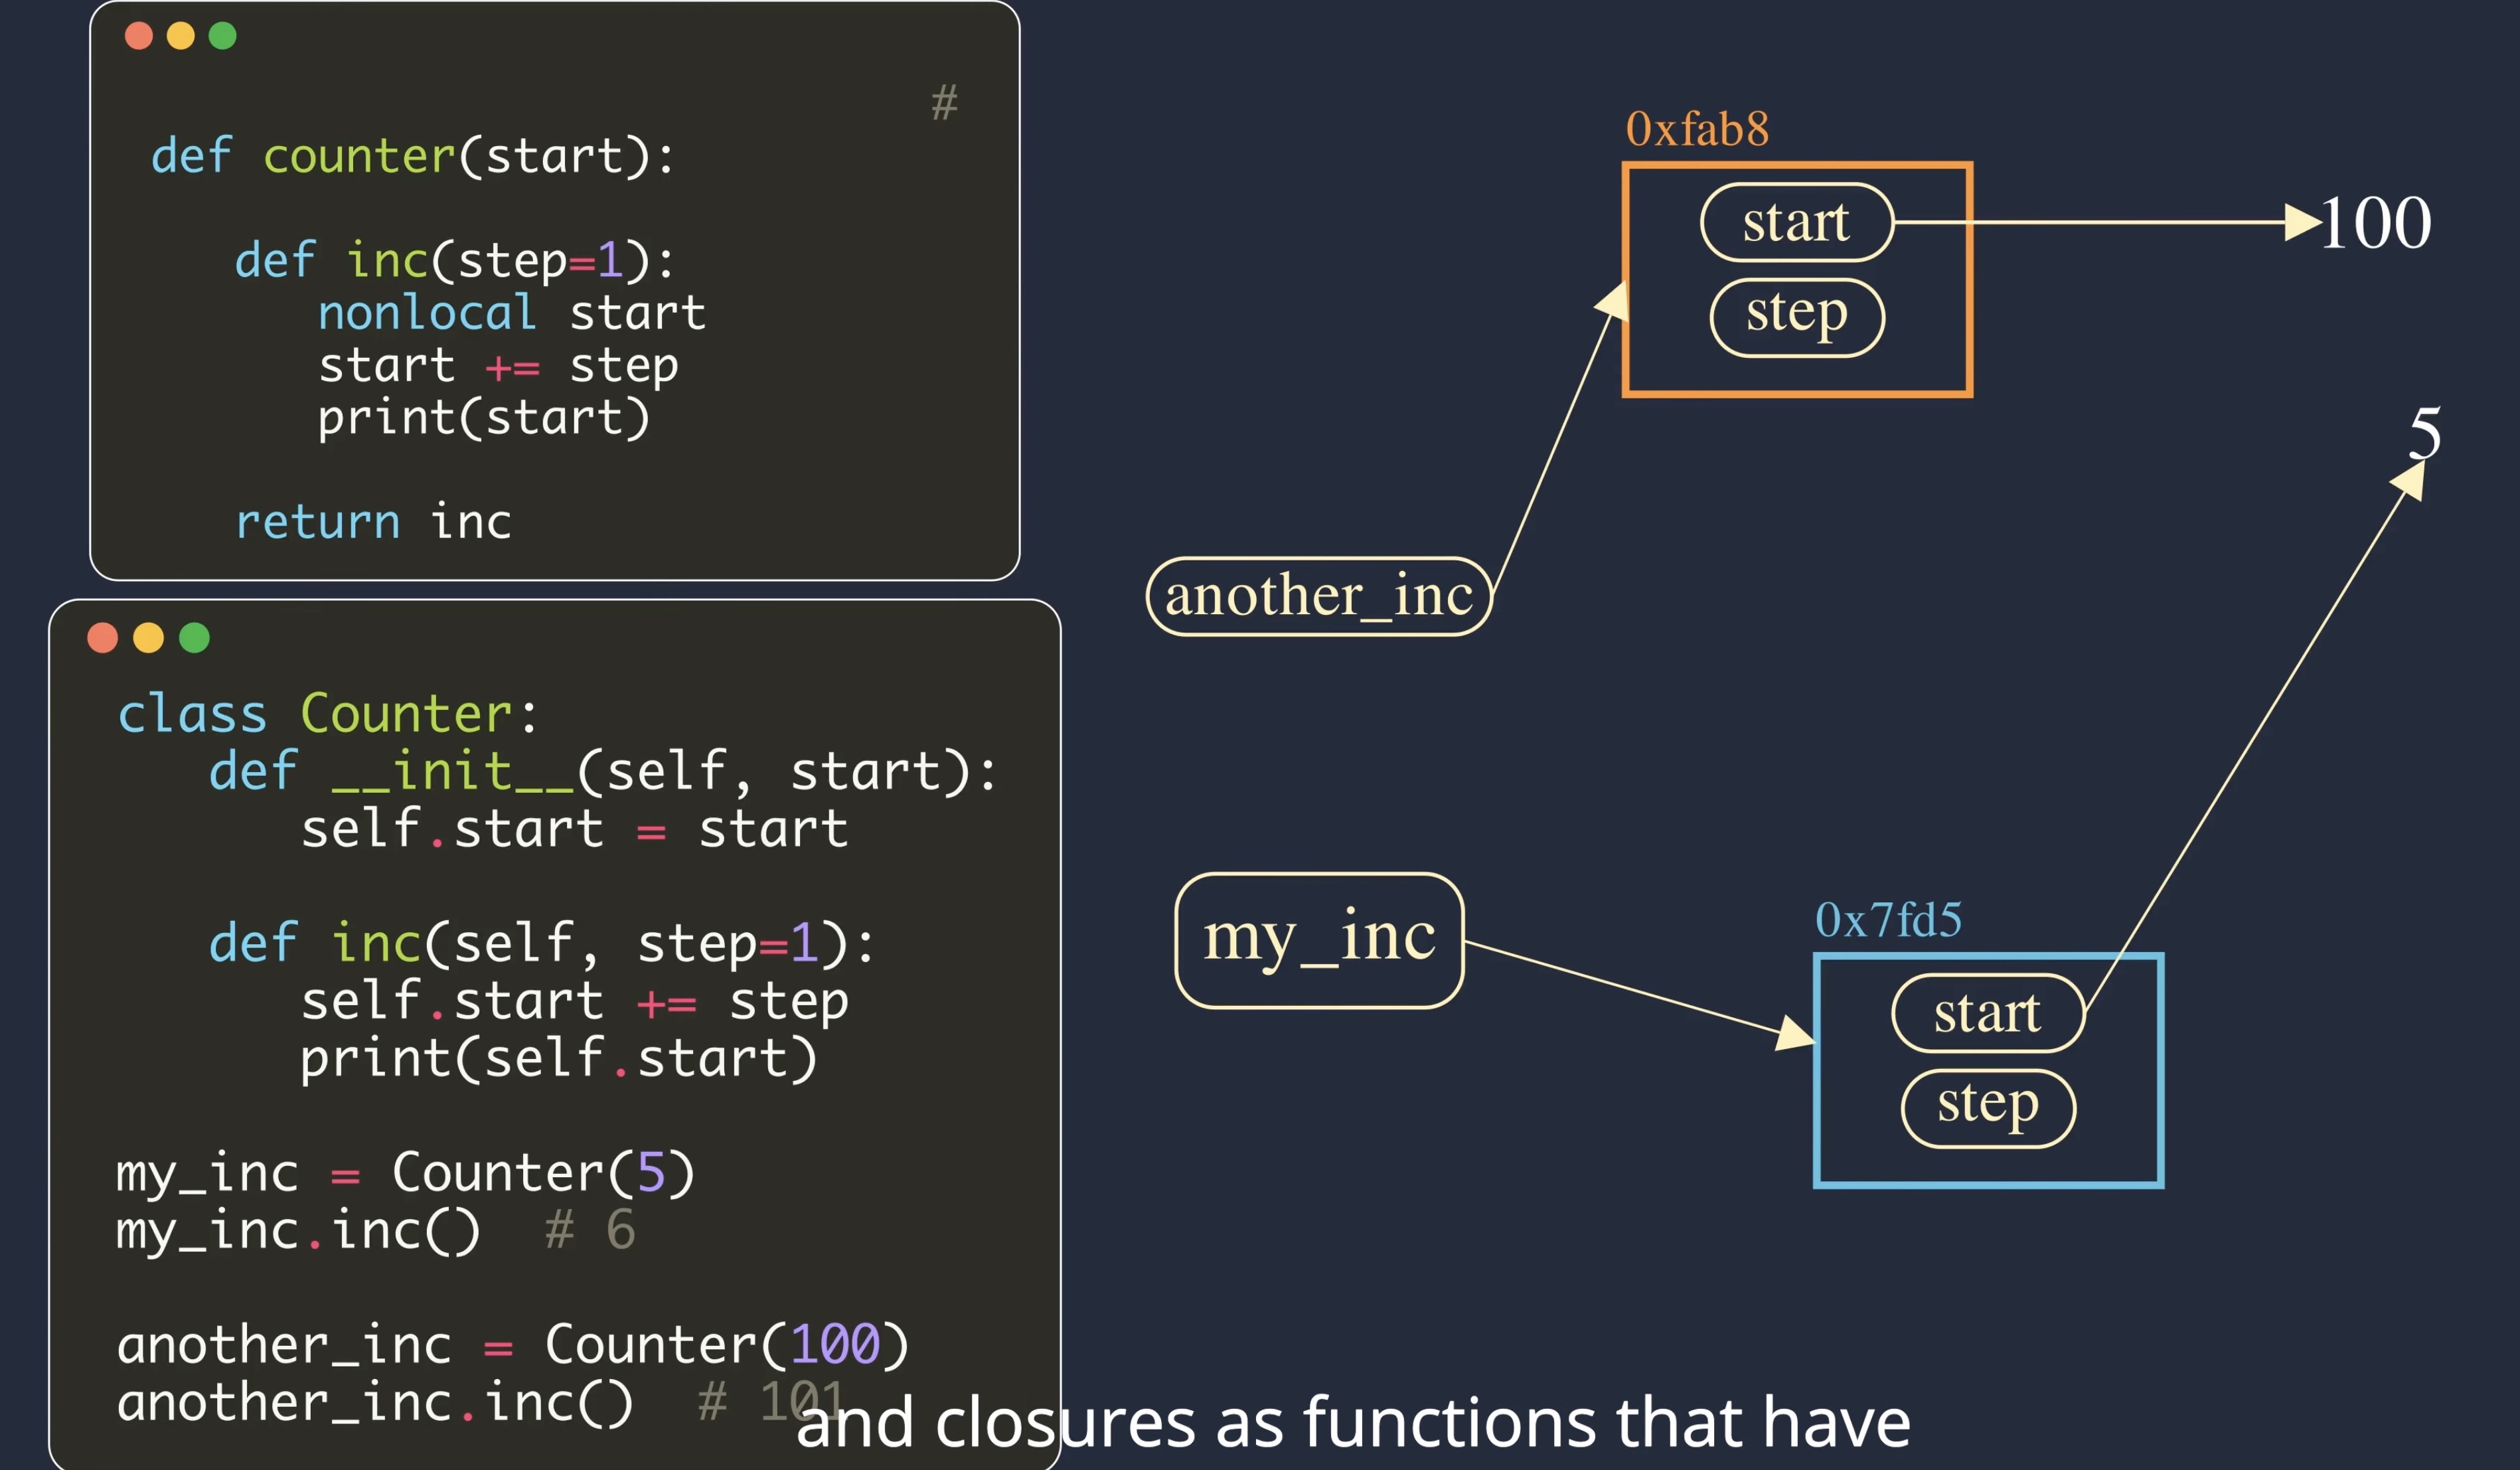 #
def counter(start):
def inc(step=1):
nonlocal start
start += step
print(start)
return inc
class Counter:
def __init__(self, start):
self.start = start
def inc(self, step=1):
self.start += step
print(self.start)
my_inc = Counter(5)
my_inc.inc() # 6
another_inc = Counter(100)
another_inc.inc() # 101
0xfab8
start
step
100
5
another_inc
my_inc
0x7fd5
start
step
and closures as functions that have